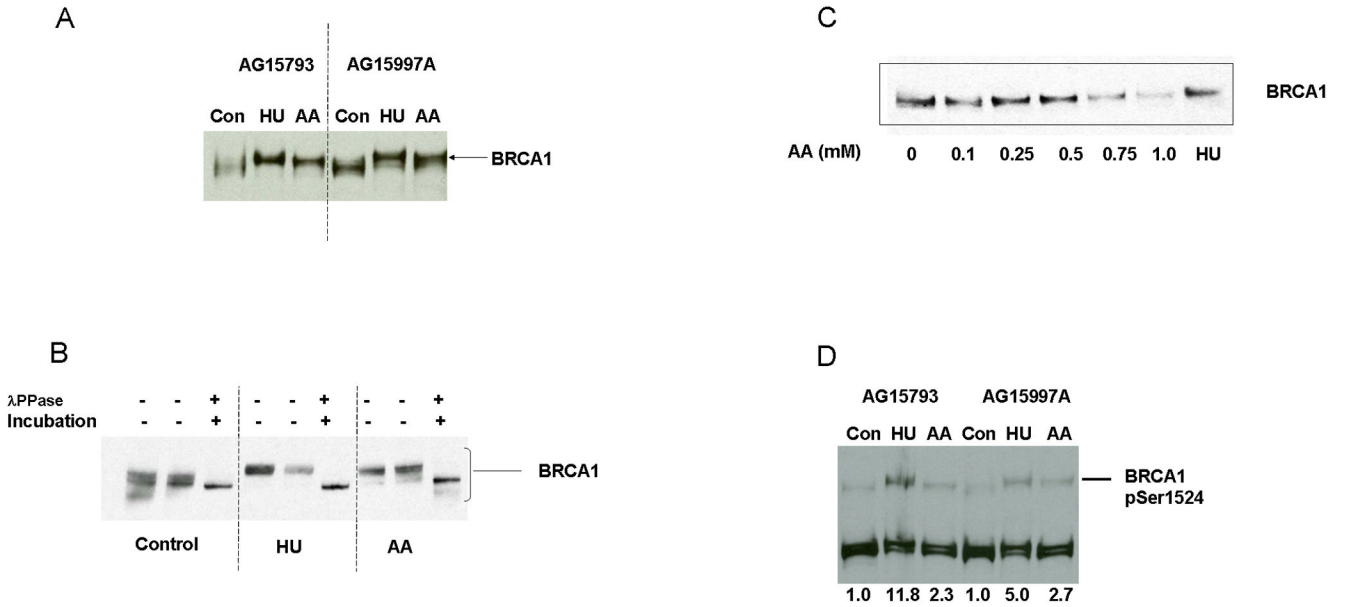 A
AG15793 AG15997A
Con HU AA Con HU AA
BRCA1
B
λPPase - - + - - + - - +
Incubation - - + - - + - - +
BRCA1
Control HU AA
C
BRCA1
AA (mM) 0 0.1 0.25 0.5 0.75 1.0 HU
D
AG15793 AG15997A
Con HU AA Con HU AA
BRCA1
pSer1524
1.0 11.8 2.3 1.0 5.0 2.7